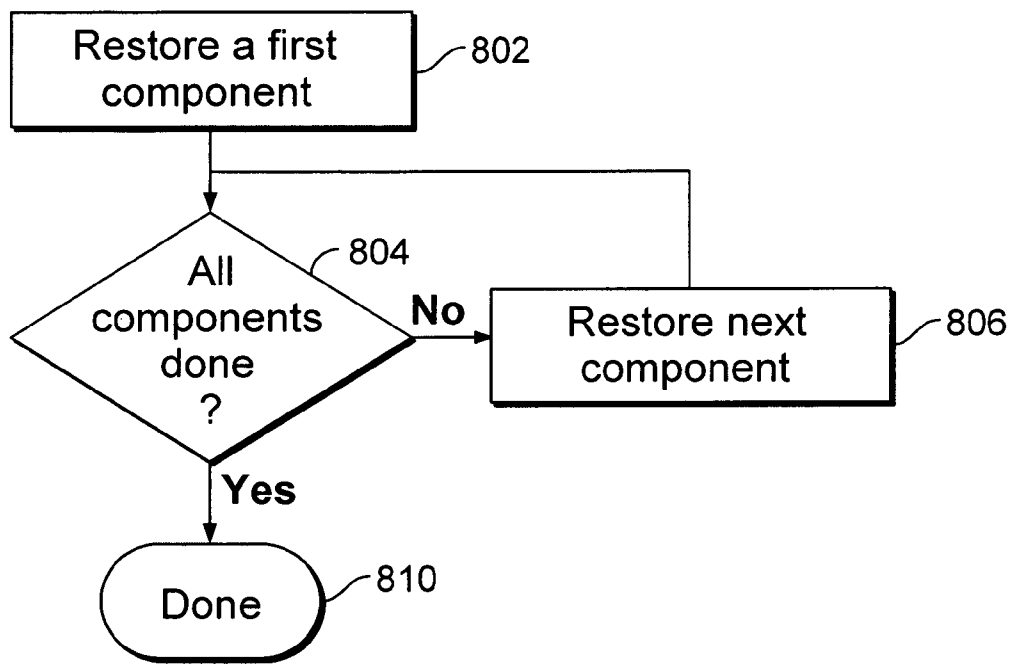 Restore a first
component
802
All
components
done
?
804
No
Restore next
component
806
Yes
Done
810